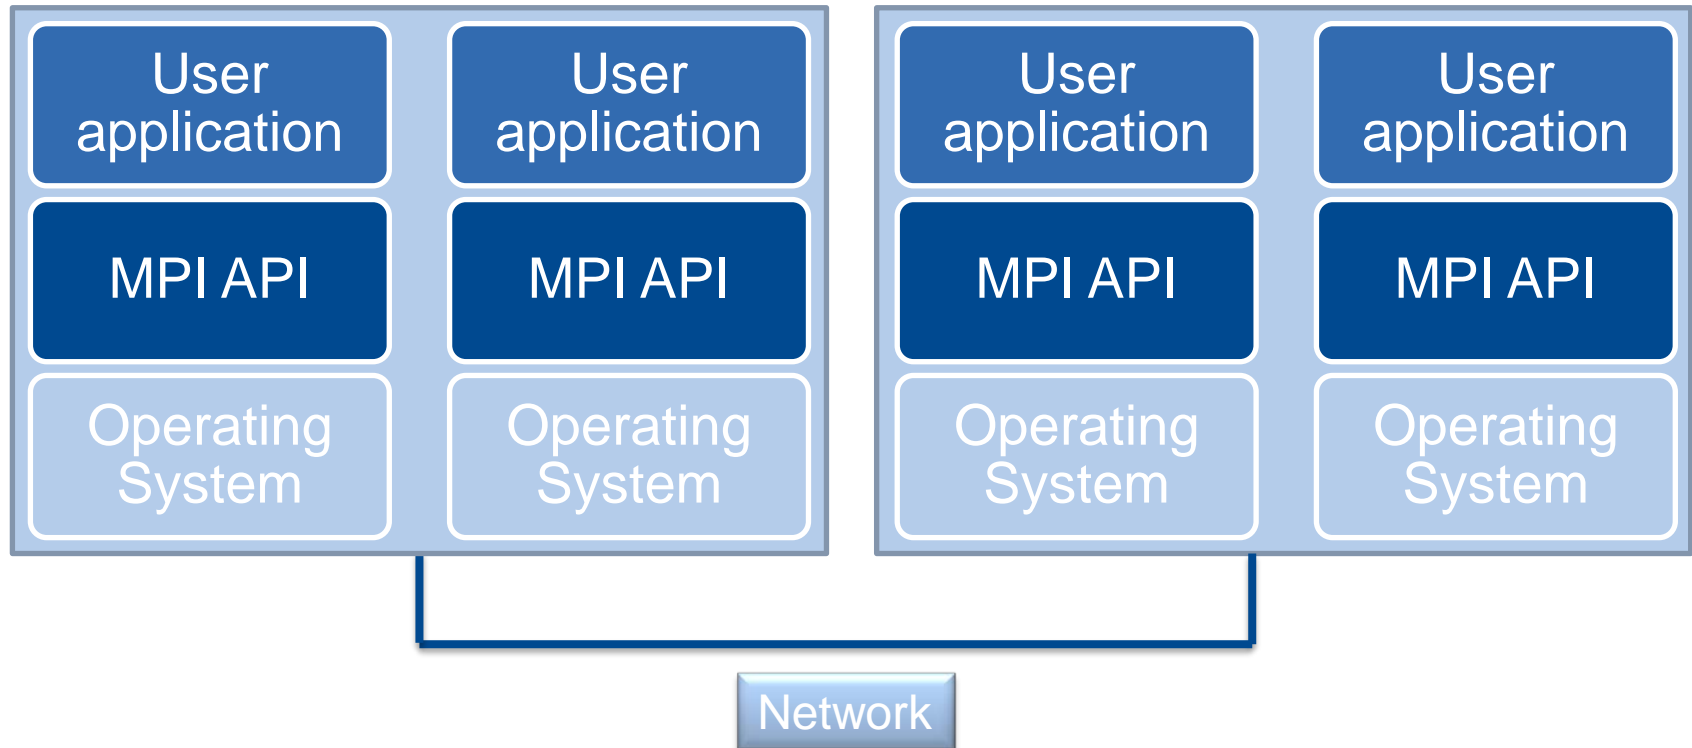 User
application
User
application
User
application
User
application
MPI API
MPI API
MPI API
MPI API
Operating
System
Operating
System
Operating
System
Operating
System
Network